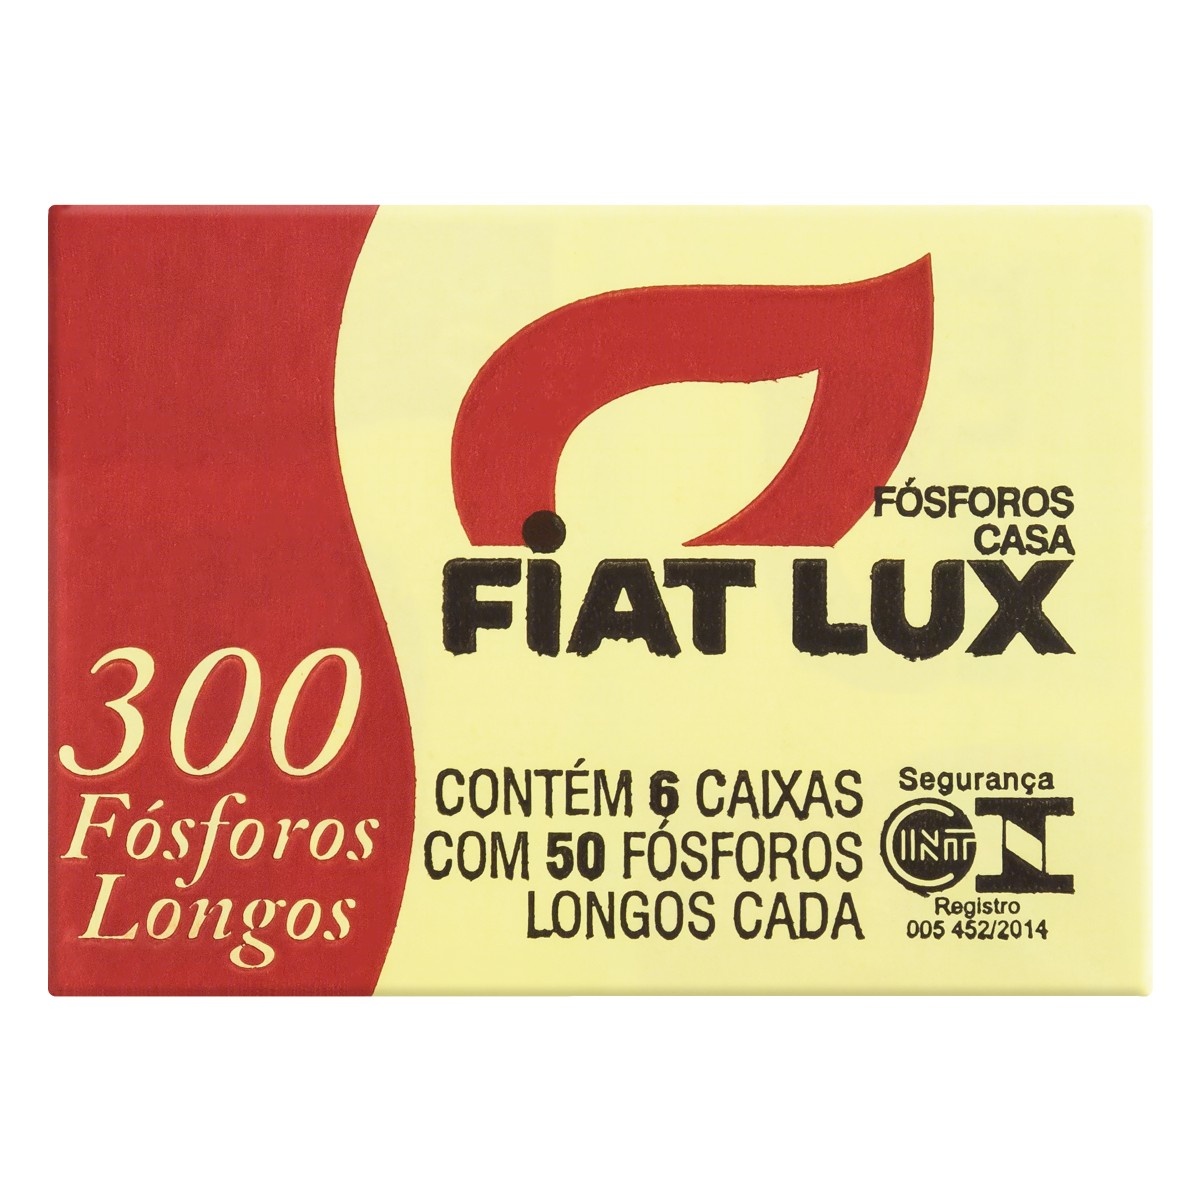 FÓSFOROS
CASA
FiAT LUX
300
Fósforos
Longos
CONTÉM 6 CAIXAS
COM 50 FÓSFOROS
LONGOS CADA
Segurança
INT
Registro
005 452/2014